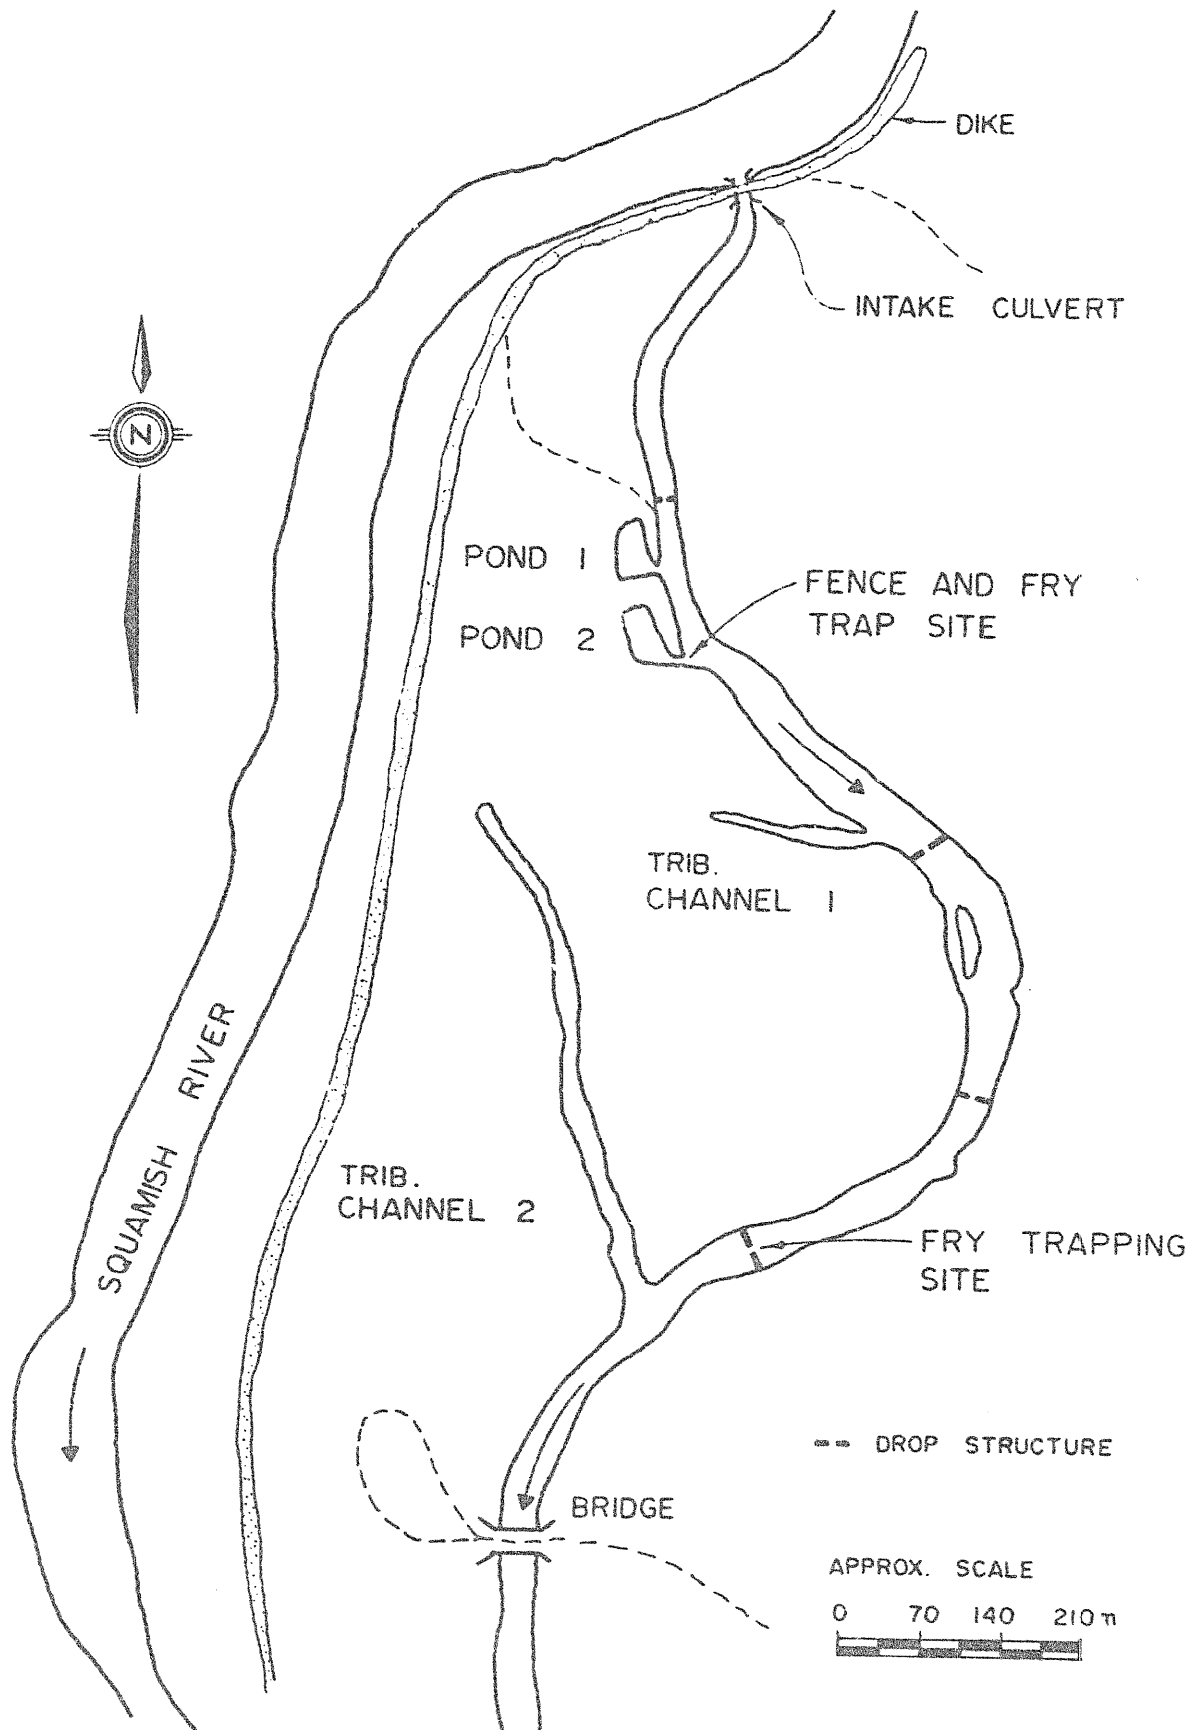 DIKE
INTAKE CULVERT
N
POND 1
FENCE AND FRY
TRAP SITE
POND 2
TRIB.
CHANNEL 1
SQUAMISH RIVER
TRIB.
CHANNEL 2
FRY TRAPPING
SITE
DROP STRUCTURE
BRIDGE
APPROX. SCALE
0 70 140 210 m